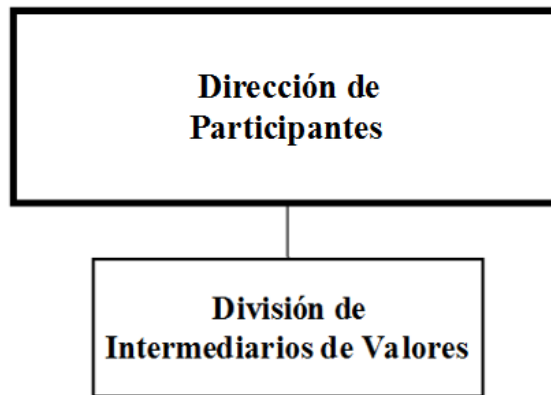 Dirección de
Participantes
División de
Intermediarios de Valores